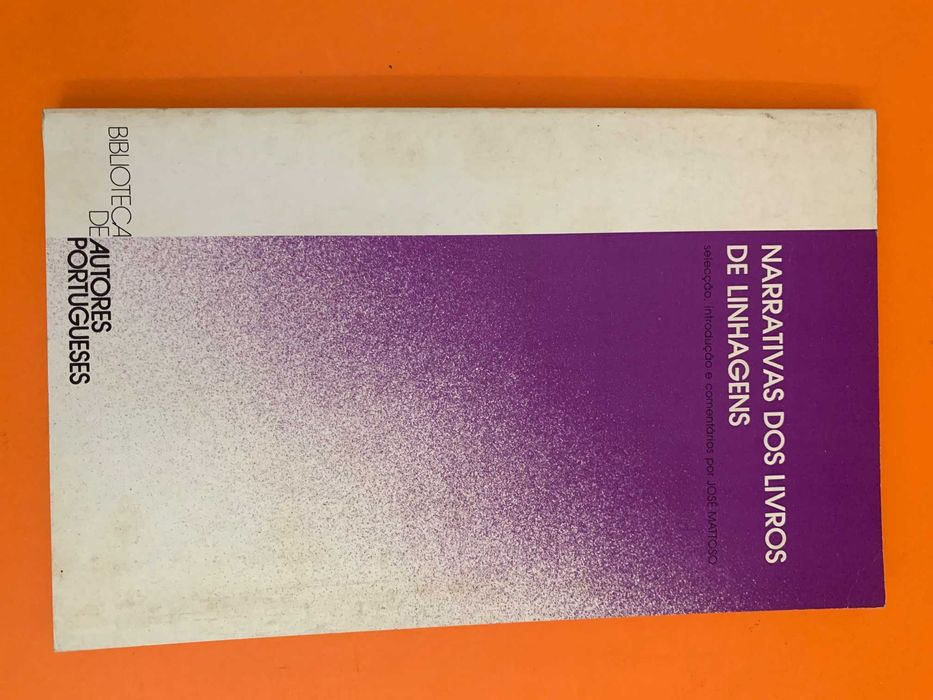 NARRATIVAS DOS LIVROS
DE LINHAGENS
selecção, introdução e comentários por JOSÉ MATTOSO
BIBLIOTECA
DE AUTORES
PORTUGUESES